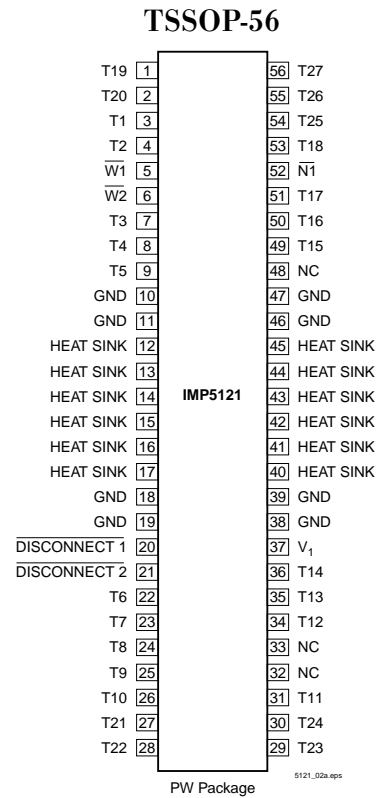 TSSOP-56
T19 1 56 T27
T20 2 55 T26
T1 3 54 T25
T2 4 53 T18
W̅1̅ 5 52 N̅1̅
W̅2̅ 6 51 T17
T3 7 50 T16
T4 8 49 T15
T5 9 48 NC
GND 10 47 GND
GND 11 46 GND
HEAT SINK 12 45 HEAT SINK
HEAT SINK 13 44 HEAT SINK
HEAT SINK 14 IMP5121 43 HEAT SINK
HEAT SINK 15 42 HEAT SINK
HEAT SINK 16 41 HEAT SINK
HEAT SINK 17 40 HEAT SINK
GND 18 39 GND
GND 19 38 GND
D̅I̅S̅C̅O̅N̅N̅E̅C̅T̅ ̅1̅ 20 37 V₁
D̅I̅S̅C̅O̅N̅N̅E̅C̅T̅ ̅2̅ 21 36 T14
T6 22 35 T13
T7 23 34 T12
T8 24 33 NC
T9 25 32 NC
T10 26 31 T11
T21 27 30 T24
T22 28 29 T23
5121_02a.eps
PW Package